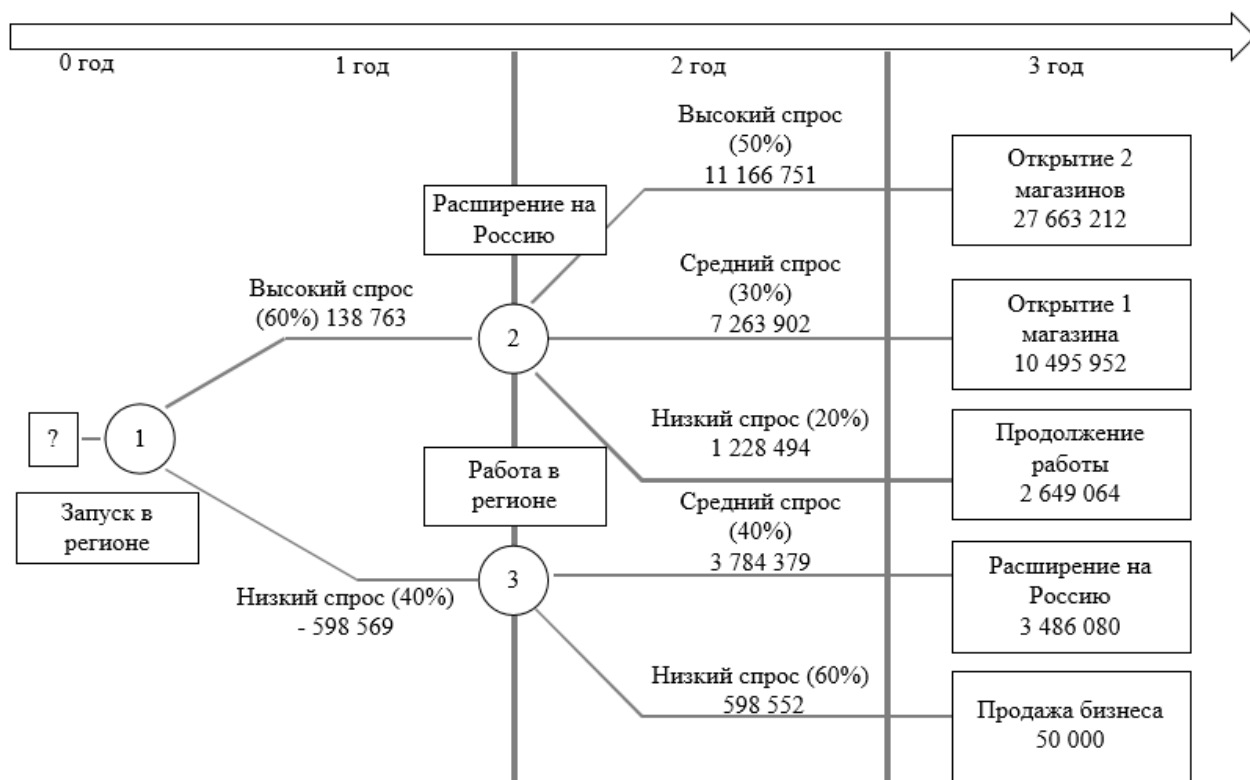 0 год
1 год
2 год
3 год
Высокий спрос
(50%)
11 166 751
Открытие 2
магазинов
27 663 212
Расширение на
Россию
Средний спрос
(30%)
7 263 902
Открытие 1
магазина
10 495 952
Высокий спрос
(60%) 138 763
2
?
1
Запуск в
регионе
Низкий спрос (20%)
1 228 494
Продолжение
работы
2 649 064
Работа в
регионе
Средний спрос
(40%)
3 784 379
Расширение на
Россию
3 486 080
3
Низкий спрос (40%)
- 598 569
Низкий спрос (60%)
598 552
Продажа бизнеса
50 000